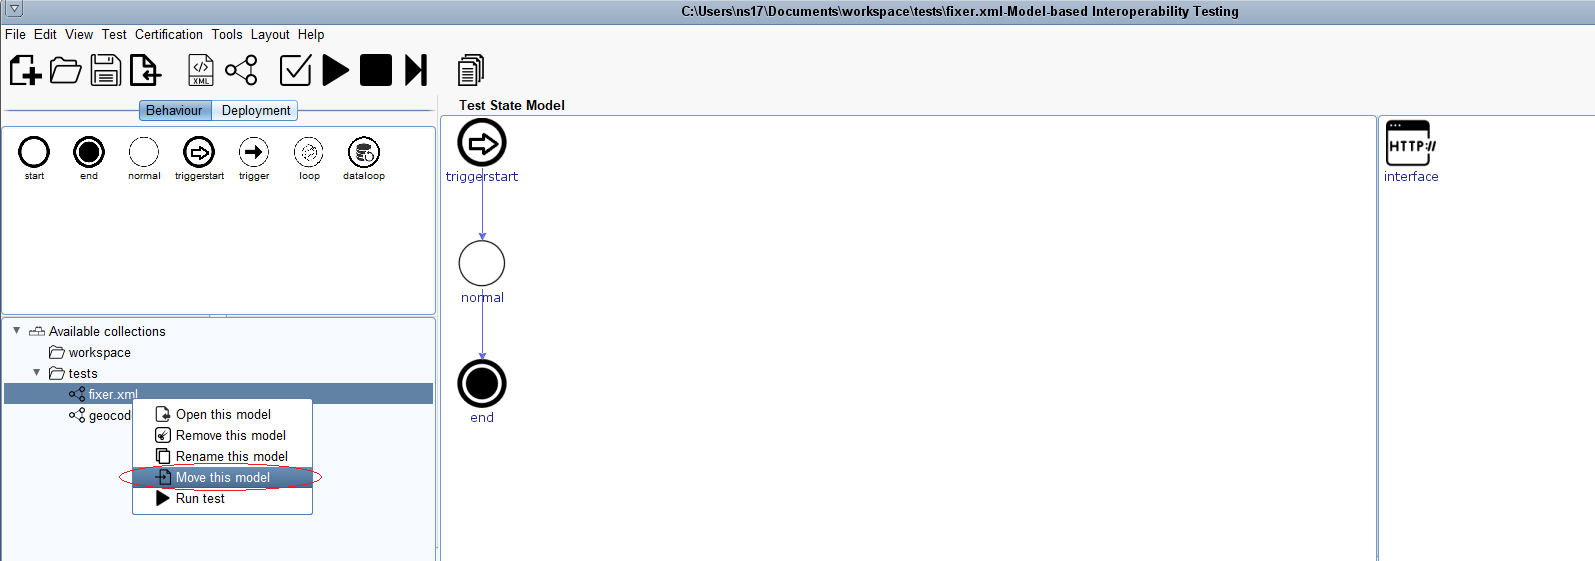 C:\Users\ns17\Documents\workspace\tests\fixer.xml-Model-based Interoperability Testing
File Edit View Test Certification Tools Layout Help
XML
Behaviour Deployment
start end normal triggerstart trigger loop dataloop
Available collections
workspace
tests
fixer.xml
geocod
Open this model
Remove this model
Rename this model
Move this model
Run test
Test State Model
triggerstart
normal
end
HTTP://
interface